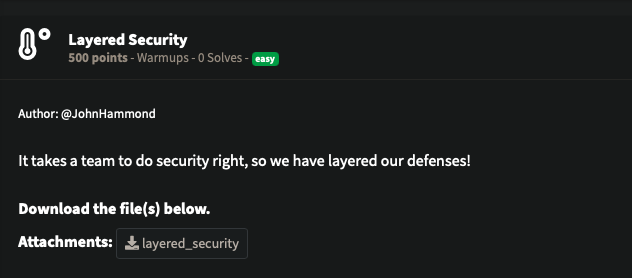 Layered Security
500 points - Warmups - 0 Solves - easy
Author: @JohnHammond
It takes a team to do security right, so we have layered our defenses!
Download the file(s) below.
Attachments: layered_security